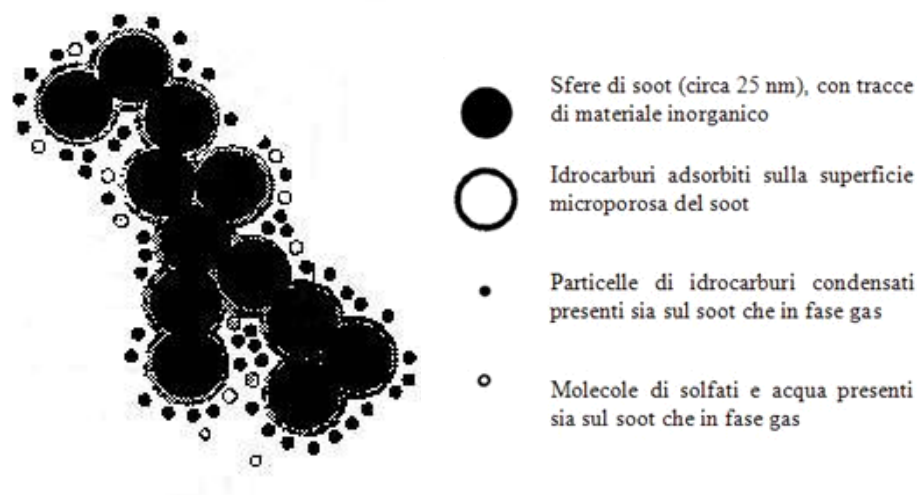 Sfere di soot (circa 25 nm), con tracce
di materiale inorganico
Idrocarburi adsorbiti sulla superficie
microporosa del soot
Particelle di idrocarburi condensati
presenti sia sul soot che in fase gas
Molecole di solfati e acqua presenti
sia sul soot che in fase gas